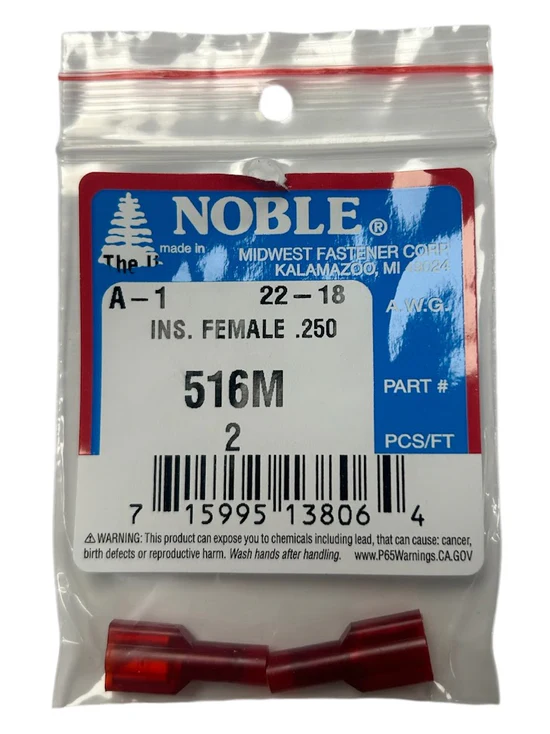 NOBLE®
made in
MIDWEST FASTENER CORP
The
KALAMAZOO, MI 49024
A-1 22-18 A.W.G.
INS. FEMALE .250
516M PART #
2 PCS/FT
7 15995 13806 4
⚠WARNING: This product can expose you to chemicals including lead, that can cause: cancer,
birth defects or reproductive harm. Wash hands after handling. www.P65Warnings.CA.GOV